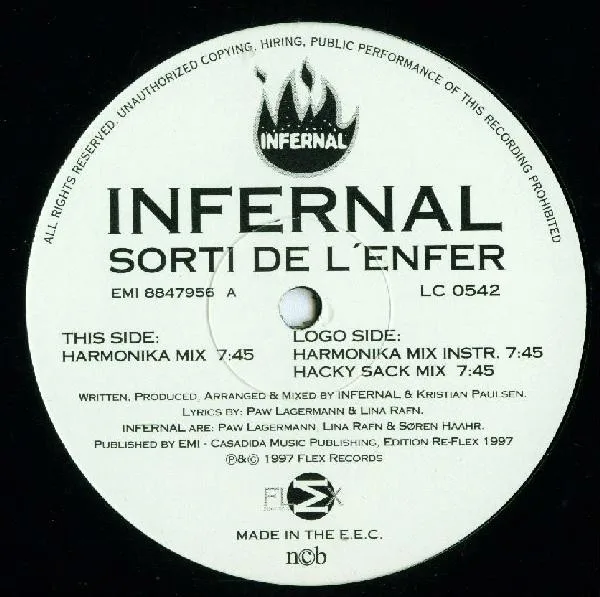 ALL RIGHTS RESERVED. UNAUTHORIZED COPYING, HIRING, PUBLIC PERFORMANCE OF THIS RECORDING PROHIBITED
INFERNAL
INFERNAL
SORTI DE L´ENFER
EMI 8847956 A LC 0542
THIS SIDE:
HARMONIKA MIX 7:45
LOGO SIDE:
HARMONIKA MIX INSTR. 7:45
HACKY SACK MIX 7:45
WRITTEN, PRODUCED, ARRANGED & MIXED BY INFERNAL & KRISTIAN PAULSEN.
LYRICS BY: PAW LAGERMANN & LINA RAFN.
INFERNAL ARE: PAW LAGERMANN, LINA RAFN & SØREN HAAHR.
PUBLISHED BY EMI - CASADIDA MUSIC PUBLISHING, EDITION RE-FLEX 1997
℗&© 1997 FLEX RECORDS
FLEX
MADE IN THE E.E.C.
n©b